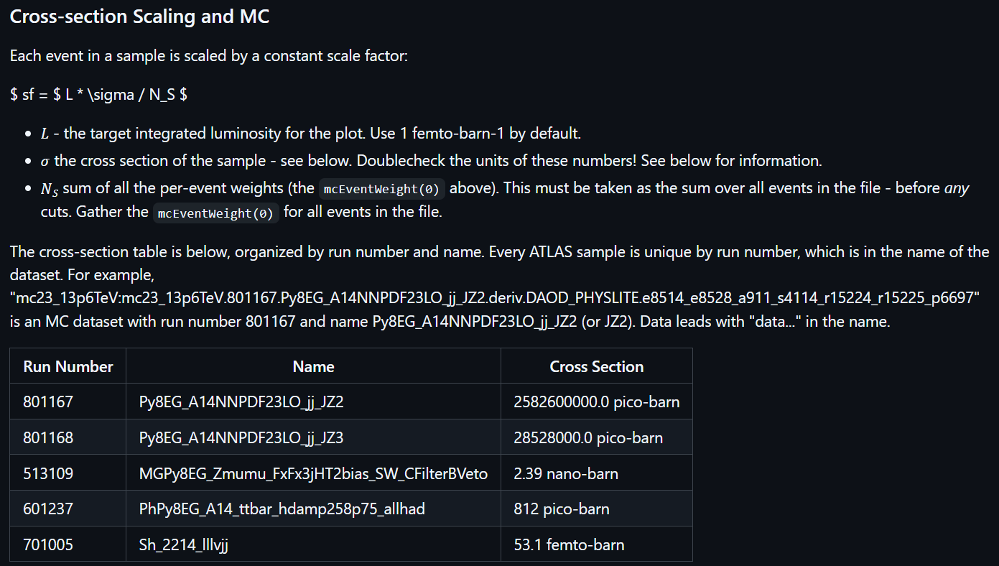 Cross-section Scaling and MC
Each event in a sample is scaled by a constant scale factor:
$ sf = $ L * \sigma / N_S $
• L - the target integrated luminosity for the plot. Use 1 femto-barn-1 by default.
• σ the cross section of the sample - see below. Doublecheck the units of these numbers! See below for information.
• N_S sum of all the per-event weights (the mcEventWeight(0) above). This must be taken as the sum over all events in the file - before any
cuts. Gather the mcEventWeight(0) for all events in the file.
The cross-section table is below, organized by run number and name. Every ATLAS sample is unique by run number, which is in the name of the
dataset. For example,
"mc23_13p6TeV:mc23_13p6TeV.801167.Py8EG_A14NNPDF23LO_jj_JZ2.deriv.DAOD_PHYSLITE.e8514_e8528_a911_s4114_r15224_r15225_p6697"
is an MC dataset with run number 801167 and name Py8EG_A14NNPDF23LO_jj_JZ2 (or JZ2). Data leads with "data..." in the name.
Run Number Name Cross Section
801167 Py8EG_A14NNPDF23LO_jj_JZ2 2582600000.0 pico-barn
801168 Py8EG_A14NNPDF23LO_jj_JZ3 28528000.0 pico-barn
513109 MGPy8EG_Zmumu_FxFx3jHT2bias_SW_CFilterBVeto 2.39 nano-barn
601237 PhPy8EG_A14_ttbar_hdamp258p75_allhad 812 pico-barn
701005 Sh_2214_lllvjj 53.1 femto-barn